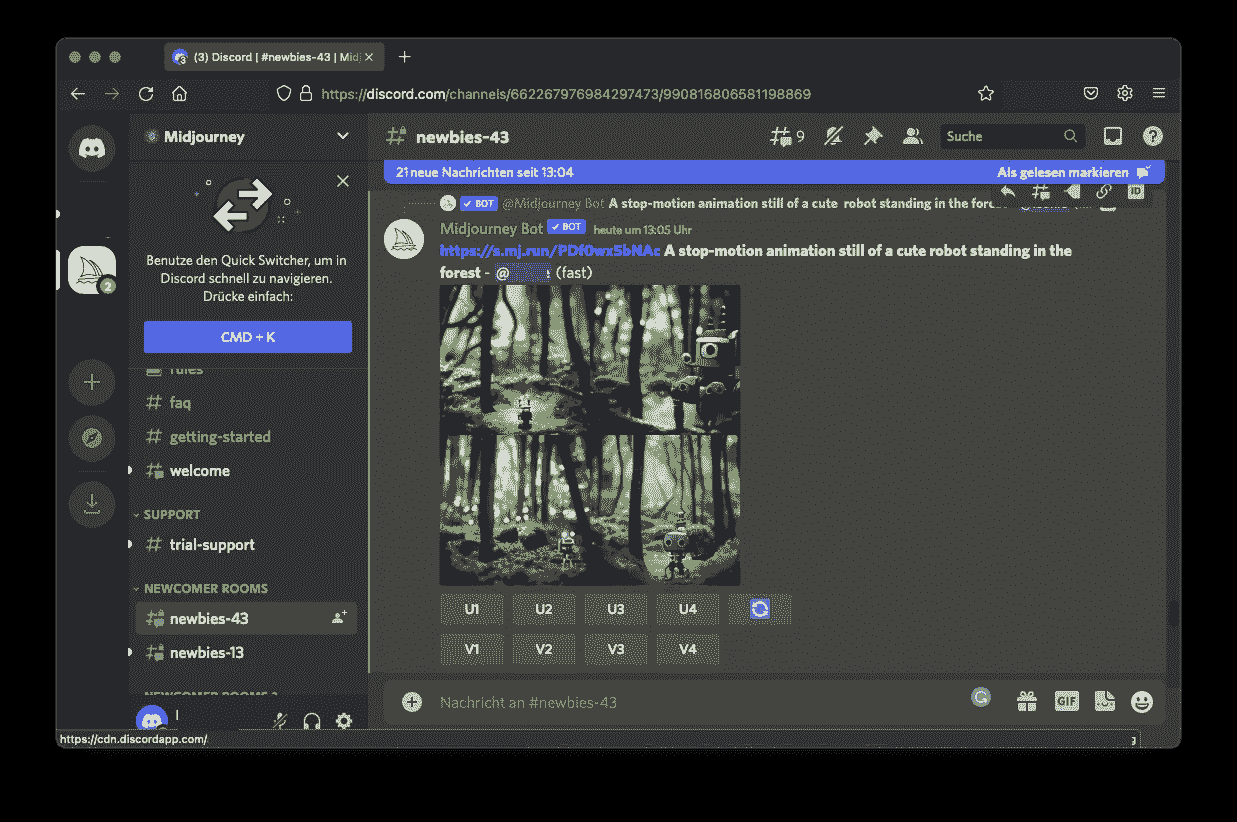 (3) Discord | #newbies-43 | Midj
https://discord.com/channels/662267976984297473/990816806581198869
Midjourney
newbies-43
9
Suche
21 neue Nachrichten seit 13:04
Als gelesen markieren
BOT @Midjourney Bot A stop-motion animation still of a cute robot standing in the fore
ID
Midjourney Bot BOT heute um 13:05 Uhr
https://s.mj.run/PDf0wx5bNAc A stop-motion animation still of a cute robot standing in the
forest - @ (fast)
Benutze den Quick Switcher, um in
Discord schnell zu navigieren.
Drücke einfach:
CMD + K
rules
faq
getting-started
welcome
SUPPORT
trial-support
NEWCOMER ROOMS
newbies-43
newbies-13
NEWCOMER ROOMS 2
2
U1 U2 U3 U4
V1 V2 V3 V4
Nachricht an #newbies-43
GIF
https://cdn.discordapp.com/